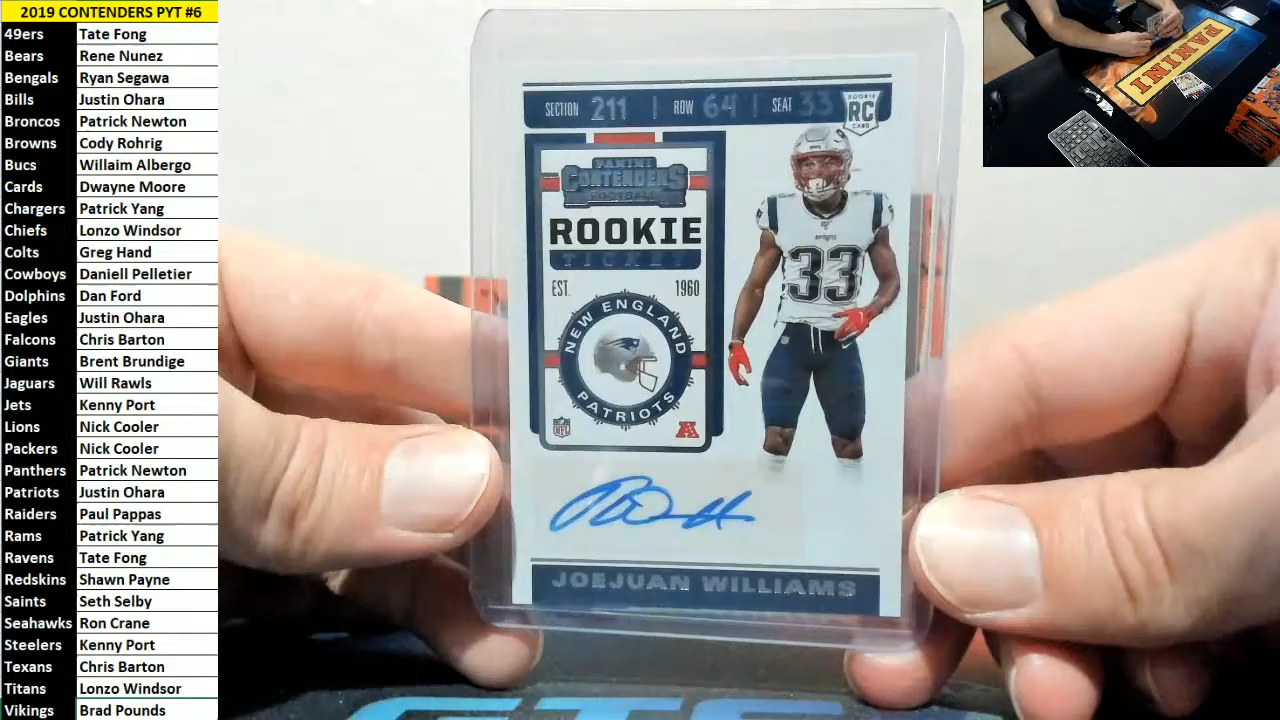 2019 CONTENDERS PYT #6
49ers Tate Fong
Bears Rene Nunez
Bengals Ryan Segawa
Bills Justin Ohara
Broncos Patrick Newton
Browns Cody Rohrig
Bucs Willaim Albergo
Cards Dwayne Moore
Chargers Patrick Yang
Chiefs Lonzo Windsor
Colts Greg Hand
Cowboys Daniell Pelletier
Dolphins Dan Ford
Eagles Justin Ohara
Falcons Chris Barton
Giants Brent Brundige
Jaguars Will Rawls
Jets Kenny Port
Lions Nick Cooler
Packers Nick Cooler
Panthers Patrick Newton
Patriots Justin Ohara
Raiders Paul Pappas
Rams Patrick Yang
Ravens Tate Fong
Redskins Shawn Payne
Saints Seth Selby
Seahawks Ron Crane
Steelers Kenny Port
Texans Chris Barton
Titans Lonzo Windsor
Vikings Brad Pounds
SECTION 211 | ROW 64 | SEAT 33
ROOKIE
RC
CARD
PANINI
CONTENDERS
FOOTBALL
ROOKIE
TICKET
EST. 1960
NEW ENGLAND
PATRIOTS
NFL
A
PATRIOTS
33
JOEJUAN WILLIAMS
PANINI